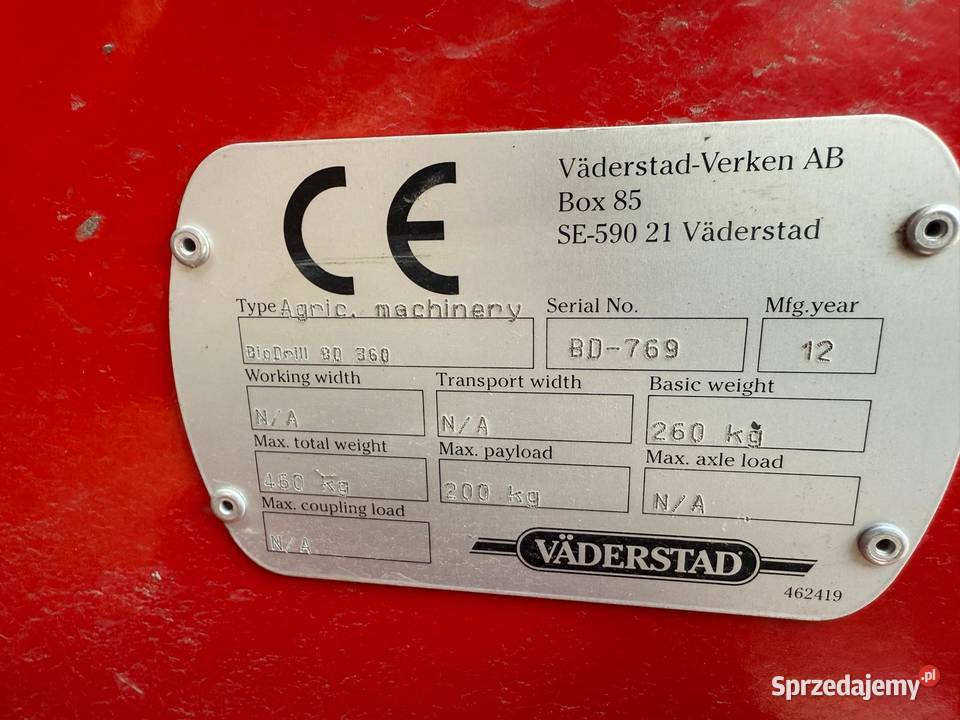 CE
Väderstad-Verken AB
Box 85
SE-590 21 Väderstad
Type Agric. machinery
BioDrill BD 360
Serial No.
BD-769
Mfg.year
12
Working width
N/A
Transport width
N/A
Basic weight
260 kg
Max. total weight
460 kg
Max. payload
200 kg
Max. axle load
N/A
Max. coupling load
N/A
VÄDERSTAD
462419
Sprzedajemy.pl